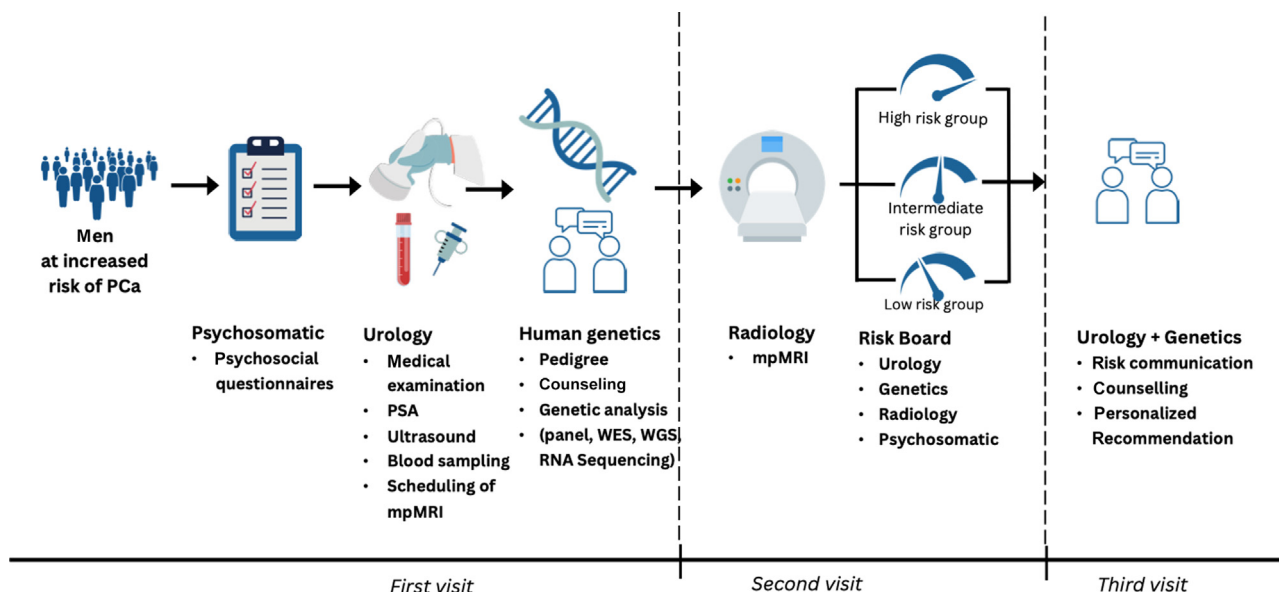 Men
at increased
risk of PCa
Psychosomatic
• Psychosocial
questionnaires
Urology
• Medical
examination
• PSA
• Ultrasound
• Blood sampling
• Scheduling of
mpMRI
Human genetics
• Pedigree
• Counseling
• Genetic analysis
• (panel, WES, WGS,
RNA Sequencing)
Radiology
• mpMRI
High risk group
Intermediate
risk group
Low risk group
Risk Board
• Urology
• Genetics
• Radiology
• Psychosomatic
Urology + Genetics
• Risk communication
• Counselling
• Personalized
Recommendation
First visit
Second visit
Third visit